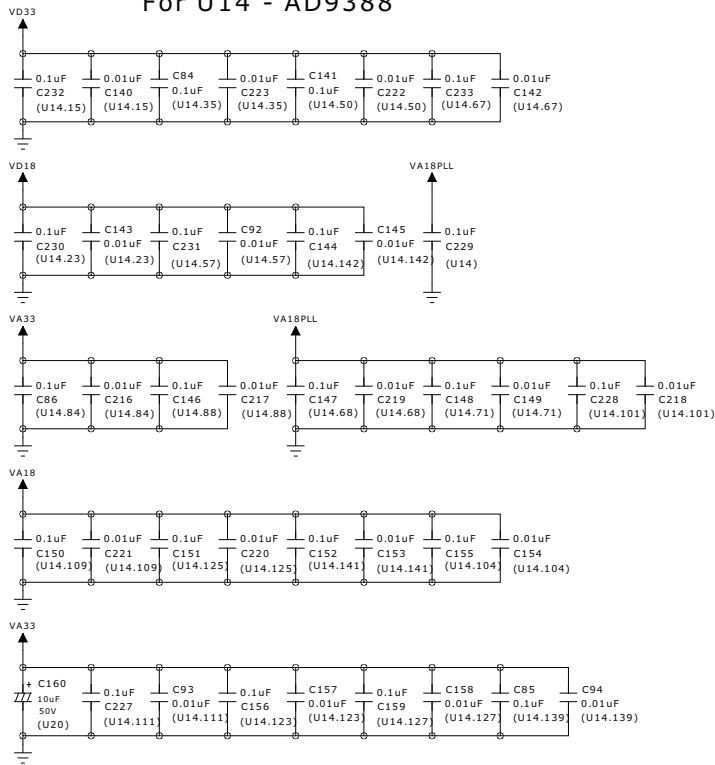 For U14 - AD9388
VD33
0.1uF
C232
(U14.15)
0.01uF
C140
(U14.15)
C84
0.1uF
(U14.35)
0.01uF
C223
(U14.35)
C141
0.1uF
(U14.50)
0.01uF
C222
(U14.50)
0.1uF
C233
(U14.67)
0.01uF
C142
(U14.67)
VD18
VA18PLL
0.1uF
C230
(U14.23)
C143
0.01uF
(U14.23)
0.1uF
C231
(U14.57)
C92
0.01uF
(U14.57)
0.1uF
C144
(U14.142)
C145
0.01uF
(U14.142)
0.1uF
C229
(U14)
VA33
VA18PLL
0.1uF
C86
(U14.84)
0.01uF
C216
(U14.84)
0.1uF
C146
(U14.88)
0.01uF
C217
(U14.88)
0.1uF
C147
(U14.68)
0.01uF
C219
(U14.68)
0.1uF
C148
(U14.71)
0.01uF
C149
(U14.71)
0.1uF
C228
(U14.101)
0.01uF
C218
(U14.101)
VA18
0.1uF
C150
(U14.109)
0.01uF
C221
(U14.109)
0.1uF
C151
(U14.125)
0.01uF
C220
(U14.125)
0.1uF
C152
(U14.141)
0.01uF
C153
(U14.141)
0.1uF
C155
(U14.104)
0.01uF
C154
(U14.104)
VA33
+ C160
10uF
50V
(U20)
0.1uF
C227
(U14.111)
C93
0.01uF
(U14.111)
0.1uF
C156
(U14.123)
C157
0.01uF
(U14.123)
0.1uF
C159
(U14.127)
C158
0.01uF
(U14.127)
C85
0.1uF
(U14.139)
C94
0.01uF
(U14.139)